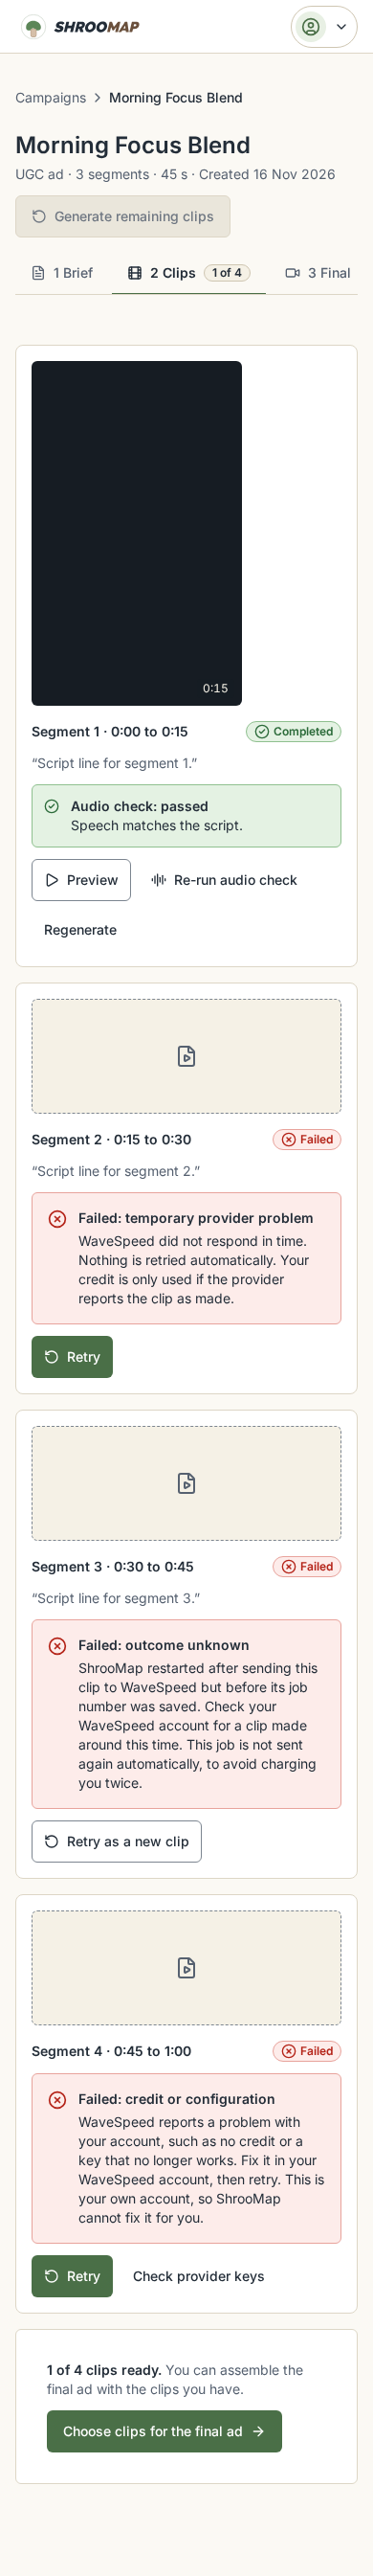 SHROOMAP
Campaigns > Morning Focus Blend
Morning Focus Blend
UGC ad · 3 segments · 45 s · Created 16 Nov 2026
Generate remaining clips
1 Brief 2 Clips 1 of 4 3 Final
0:15
Segment 1 · 0:00 to 0:15 Completed
“Script line for segment 1.”
Audio check: passed
Speech matches the script.
Preview Re-run audio check
Regenerate
Segment 2 · 0:15 to 0:30 Failed
“Script line for segment 2.”
Failed: temporary provider problem
WaveSpeed did not respond in time.
Nothing is retried automatically. Your
credit is only used if the provider
reports the clip as made.
Retry
Segment 3 · 0:30 to 0:45 Failed
“Script line for segment 3.”
Failed: outcome unknown
ShrooMap restarted after sending this
clip to WaveSpeed but before its job
number was saved. Check your
WaveSpeed account for a clip made
around this time. This job is not sent
again automatically, to avoid charging
you twice.
Retry as a new clip
Segment 4 · 0:45 to 1:00 Failed
Failed: credit or configuration
WaveSpeed reports a problem with
your account, such as no credit or a
key that no longer works. Fix it in your
WaveSpeed account, then retry. This is
your own account, so ShrooMap
cannot fix it for you.
Retry Check provider keys
1 of 4 clips ready. You can assemble the
final ad with the clips you have.
Choose clips for the final ad